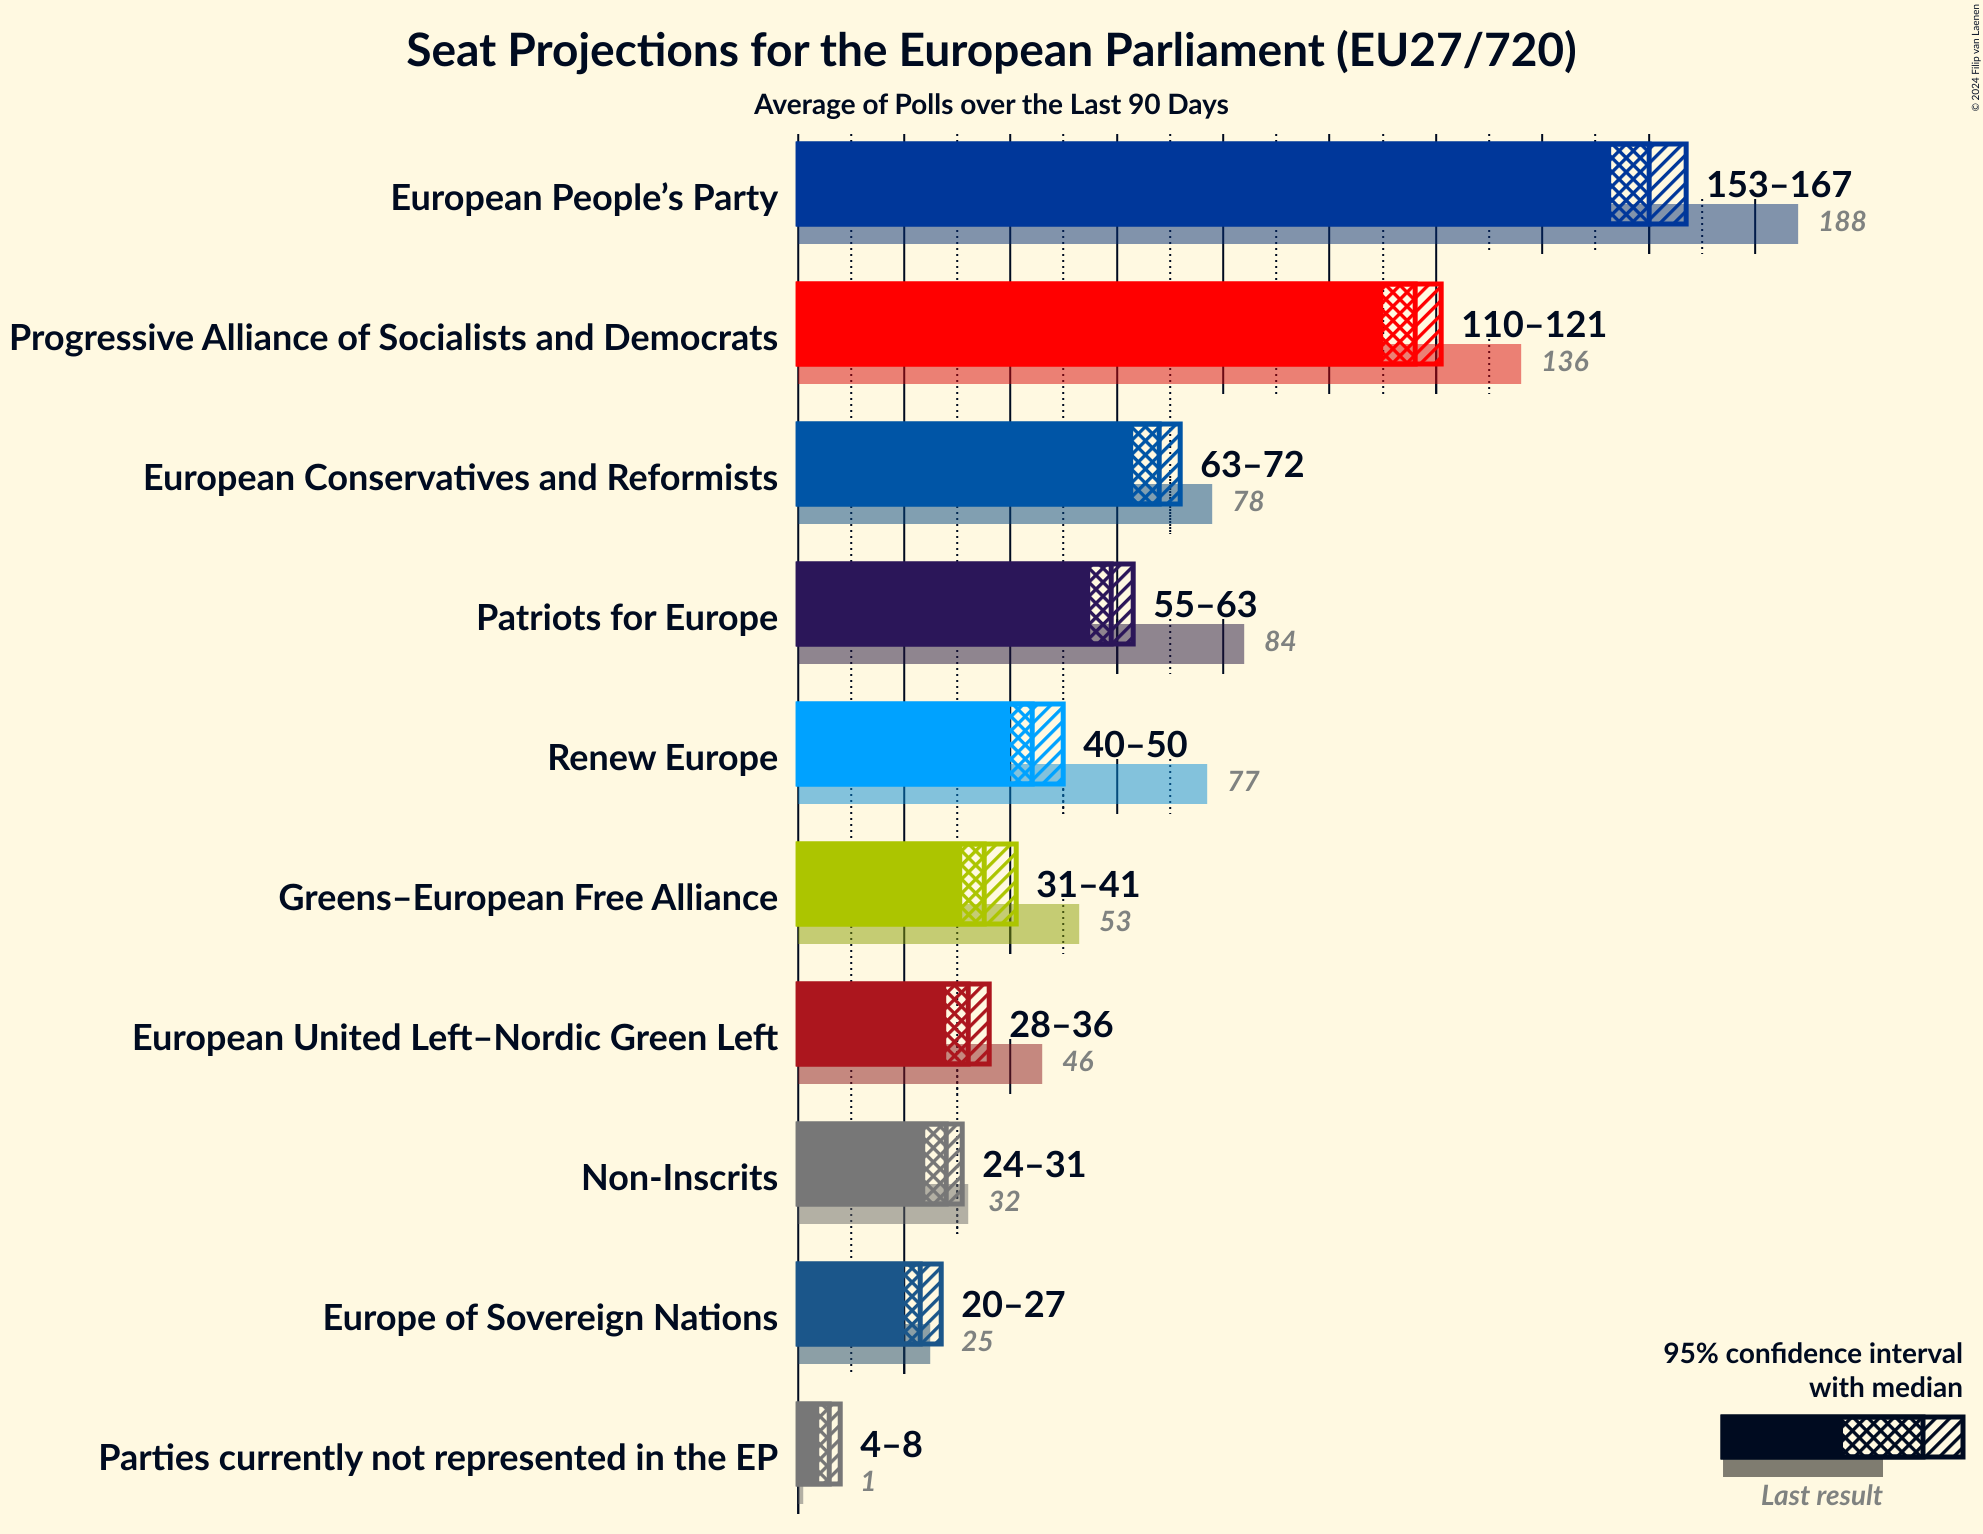 Seat Projections for the European Parliament (EU27/720)
Average of Polls over the Last 90 Days
© 2024 Filip van Laenen
European People’s Party
153–167
188
Progressive Alliance of Socialists and Democrats
110–121
136
European Conservatives and Reformists
63–72
78
Patriots for Europe
55–63
84
Renew Europe
40–50
77
Greens–European Free Alliance
31–41
53
European United Left–Nordic Green Left
28–36
46
Non-Inscrits
24–31
32
Europe of Sovereign Nations
20–27
25
Parties currently not represented in the EP
4–8
1
95% confidence interval
with median
Last result